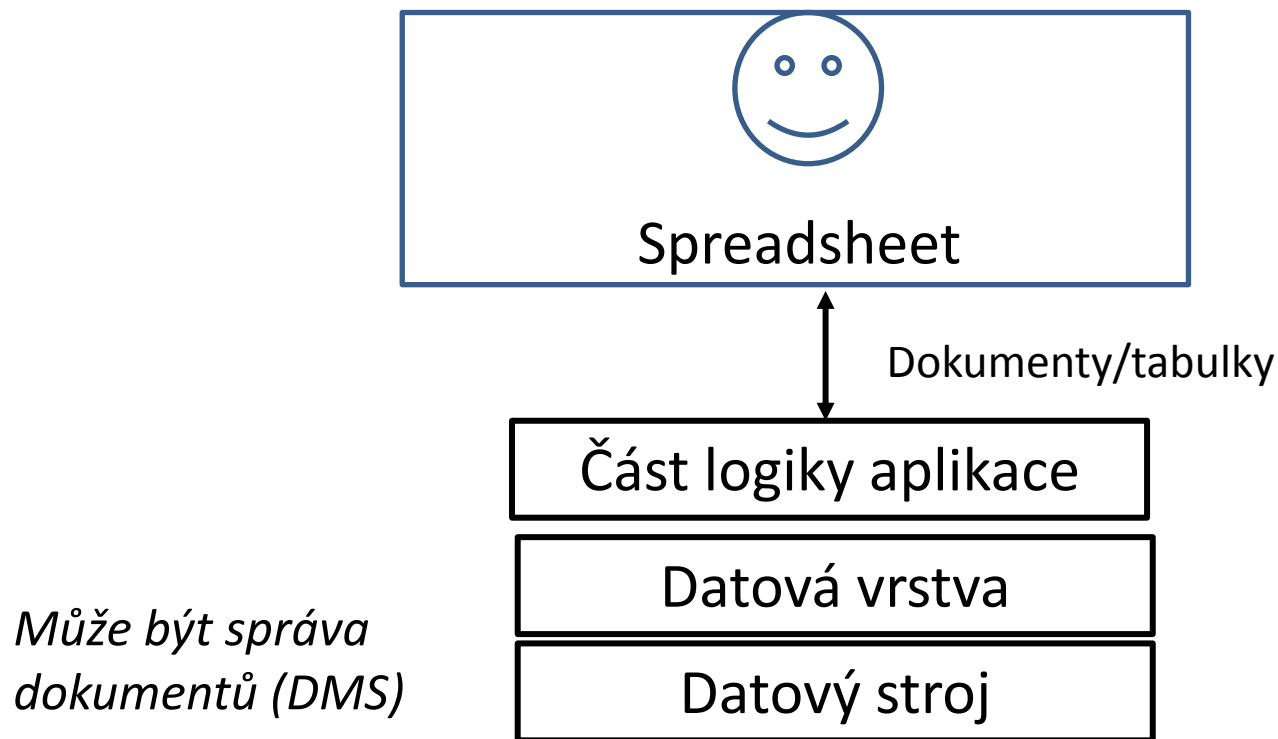 Spreadsheet
Dokumenty/tabulky
Část logiky aplikace
Datová vrstva
Může být správa
dokumentů (DMS)
Datový stroj